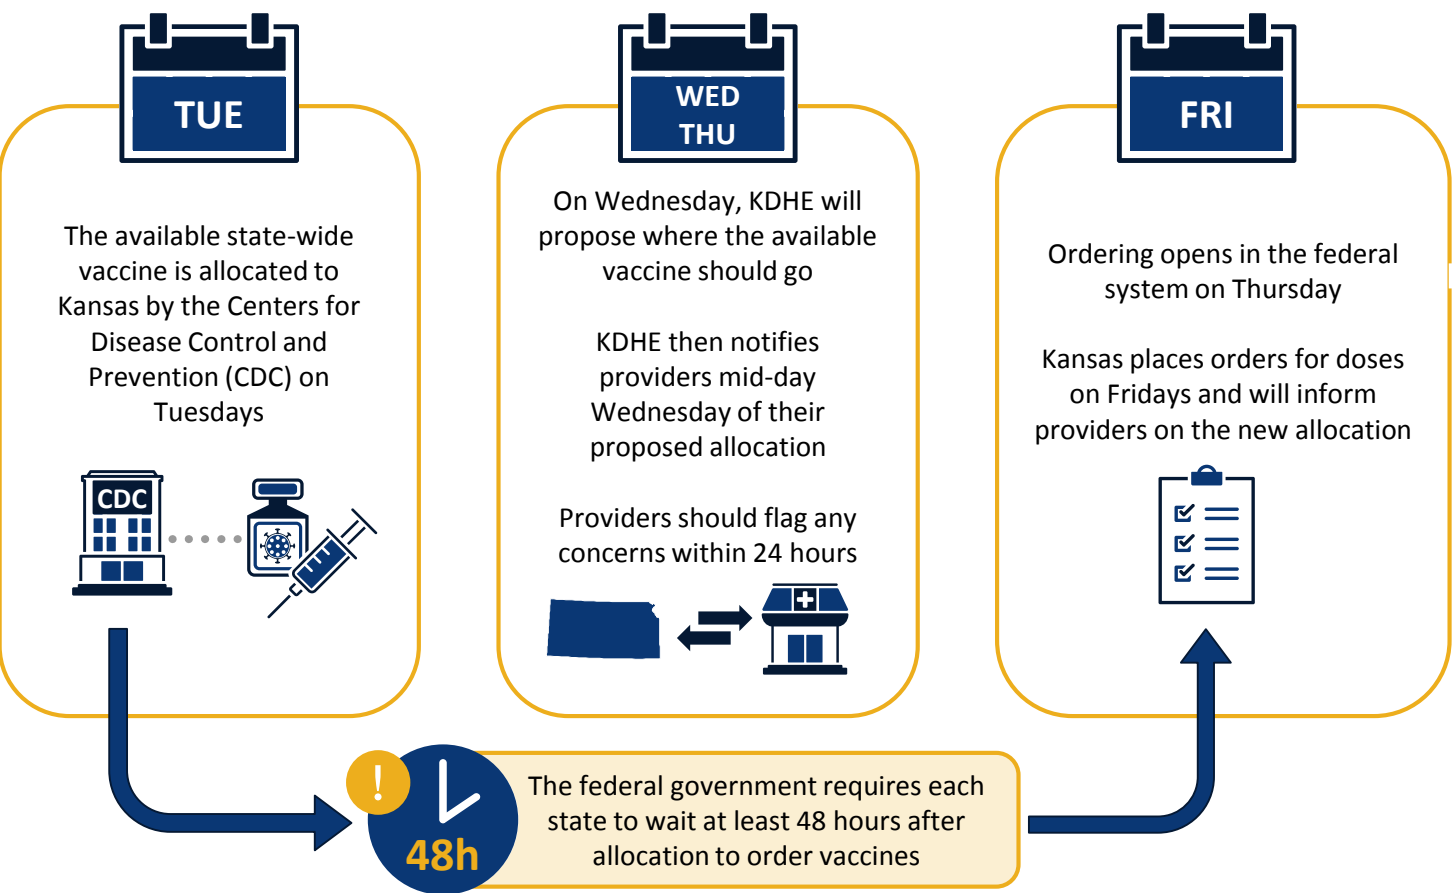 TUE
The available state-wide
vaccine is allocated to
Kansas by the Centers for
Disease Control and
Prevention (CDC) on
Tuesdays
CDC
WED
THU
On Wednesday, KDHE will
propose where the available
vaccine should go
KDHE then notifies
providers mid-day
Wednesday of their
proposed allocation
Providers should flag any
concerns within 24 hours
FRI
Ordering opens in the federal
system on Thursday
Kansas places orders for doses
on Fridays and will inform
providers on the new allocation
!
48h
The federal government requires each
state to wait at least 48 hours after
allocation to order vaccines